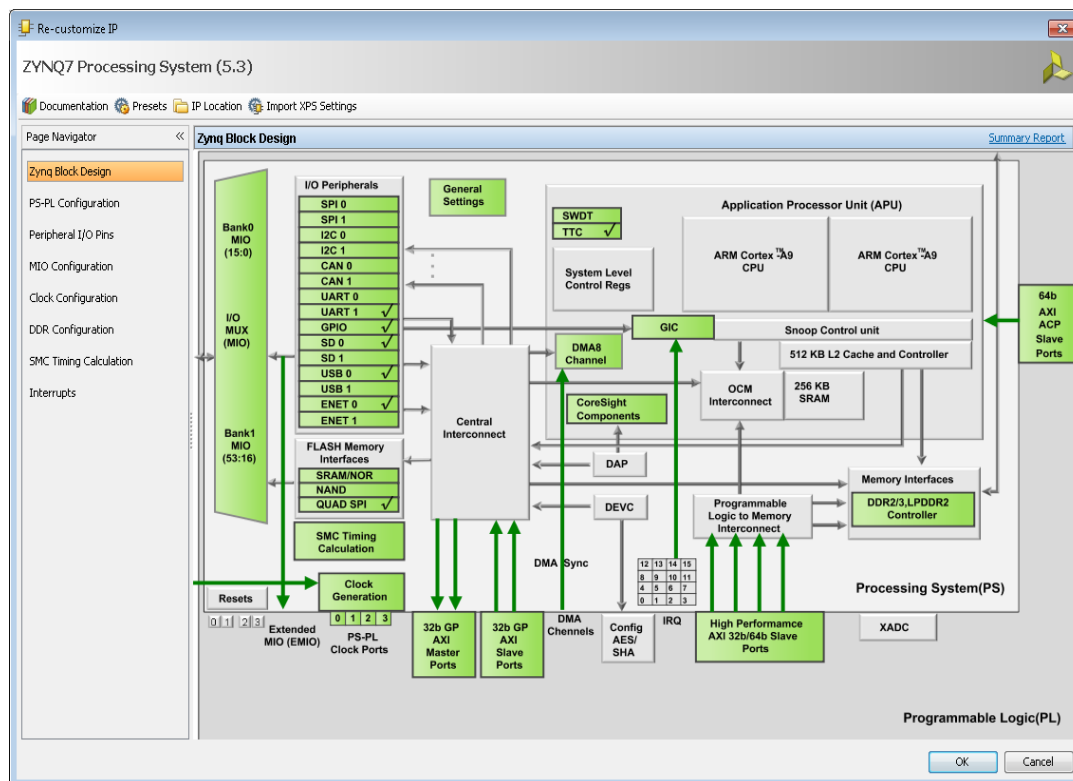 Re-customize IP
ZYNQ7 Processing System (5.3)
Documentation Presets IP Location Import XPS Settings
Page Navigator «
Zynq Block Design
PS-PL Configuration
Peripheral I/O Pins
MIO Configuration
Clock Configuration
DDR Configuration
SMC Timing Calculation
Interrupts
Zynq Block Design
Summary Report
Bank0
MIO
(15:0)
I/O
MUX
(MIO)
Bank1
MIO
(53:16)
I/O Peripherals
SPI 0
SPI 1
I2C 0
I2C 1
CAN 0
CAN 1
UART 0
UART 1 ✓
GPIO ✓
SD 0 ✓
SD 1
USB 0 ✓
USB 1
ENET 0 ✓
ENET 1
FLASH Memory
Interfaces
SRAM/NOR
NAND
QUAD SPI ✓
SMC Timing
Calculation
General
Settings
Application Processor Unit (APU)
SWDT
TTC ✓
System Level
Control Regs
ARM Cortex™-A9
CPU
ARM Cortex™-A9
CPU
GIC
Snoop Control unit
DMA8
Channel
512 KB L2 Cache and Controller
OCM
Interconnect
256 KB
SRAM
CoreSight
Components
Central
Interconnect
DAP
DEVC
Programmable
Logic to Memory
Interconnect
Memory Interfaces
DDR2/3,LPDDR2
Controller
64b
AXI
ACP
Slave
Ports
DMA Sync
12 13 14 15
8 9 10 11
4 5 6 7
0 1 2 3
Processing System(PS)
Resets
0 1 2 3
Clock
Generation
0 1 2 3
Extended
MIO (EMIO)
PS-PL
Clock Ports
32b GP
AXI
Master
Ports
32b GP
AXI
Slave
Ports
DMA
Channels
Config
AES/
SHA
IRQ
High Performamce
AXI 32b/64b Slave
Ports
XADC
Programmable Logic(PL)
OK
Cancel